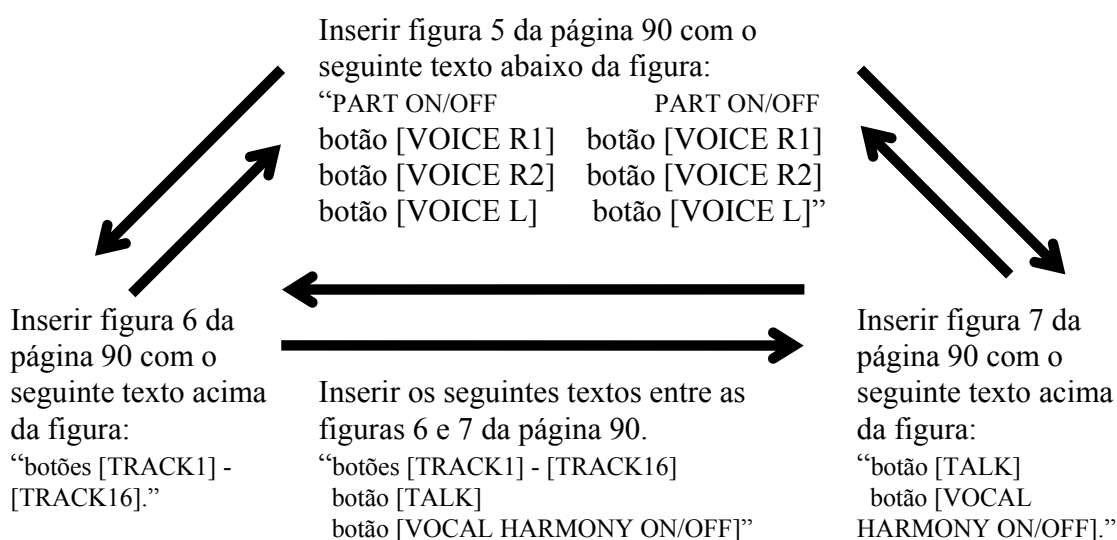 Inserir figura 5 da página 90 com o
seguinte texto abaixo da figura:
“PART ON/OFF PART ON/OFF
botão [VOICE R1] botão [VOICE R1]
botão [VOICE R2] botão [VOICE R2]
botão [VOICE L] botão [VOICE L]”
Inserir figura 6 da
página 90 com o
seguinte texto acima
da figura:
“botões [TRACK1] -
[TRACK16].”
Inserir os seguintes textos entre as
figuras 6 e 7 da página 90.
“botões [TRACK1] - [TRACK16]
botão [TALK]
botão [VOCAL HARMONY ON/OFF]”
Inserir figura 7 da
página 90 com o
seguinte texto acima
da figura:
“botão [TALK]
botão [VOCAL
HARMONY ON/OFF].”